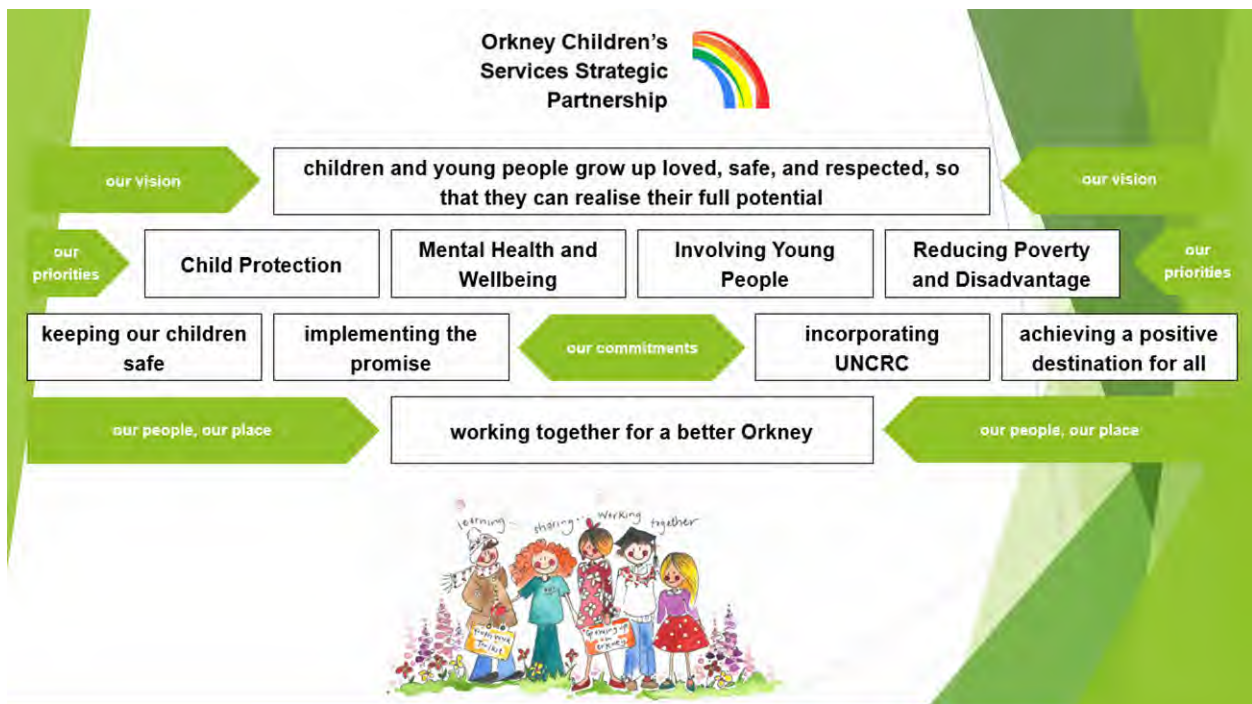 Orkney Children's
Services Strategic
Partnership
our vision
children and young people grow up loved, safe, and respected, so
that they can realise their full potential
our vision
our
priorities
Child Protection
Mental Health and
Wellbeing
Involving Young
People
Reducing Poverty
and Disadvantage
our
priorities
keeping our children
safe
implementing the
promise
our commitments
incorporating
UNCRC
achieving a positive
destination for all
our people, our place
working together for a better Orkney
our people, our place
learning... sharing... working together
Growing up
in
orkney